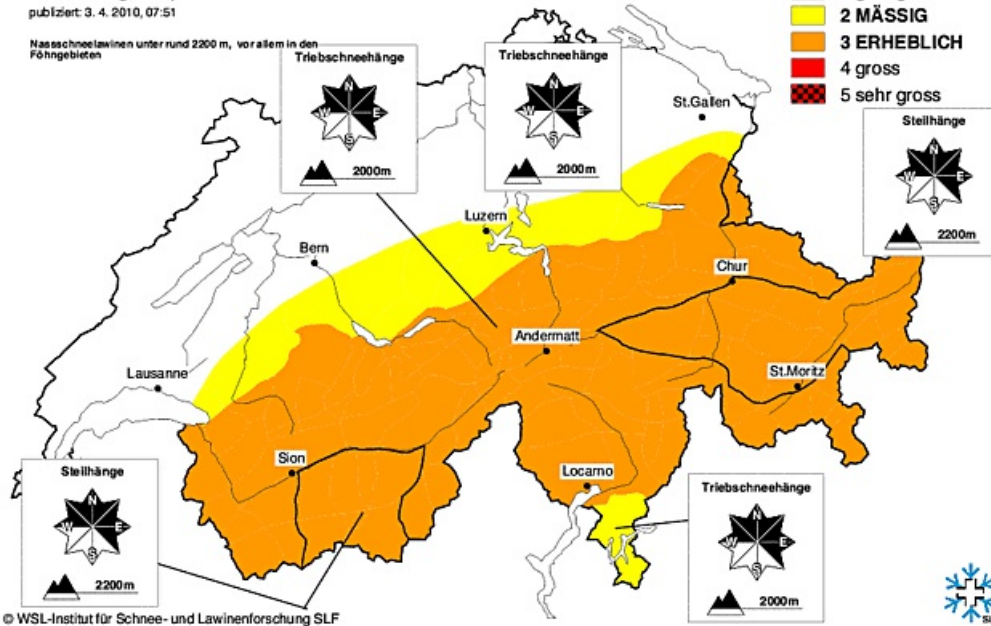 publiziert: 3. 4. 2010, 07:51
Nassschneelawinen unter rund 2200 m, vor allem in den
Föhngebieten
2 MÄSSIG
3 ERHEBLICH
4 gross
5 sehr gross
Triebschneehänge
N
W E
S
2000m
Triebschneehänge
N
W E
S
2000m
St.Gallen
Steilhänge
N
W E
S
2200m
Luzern
Bern
Chur
Andermatt
Lausanne
St.Moritz
Sion
Locarno
Steilhänge
N
W E
S
2200m
Triebschneehänge
N
W E
S
2000m
© WSL-Institut für Schnee- und Lawinenforschung SLF